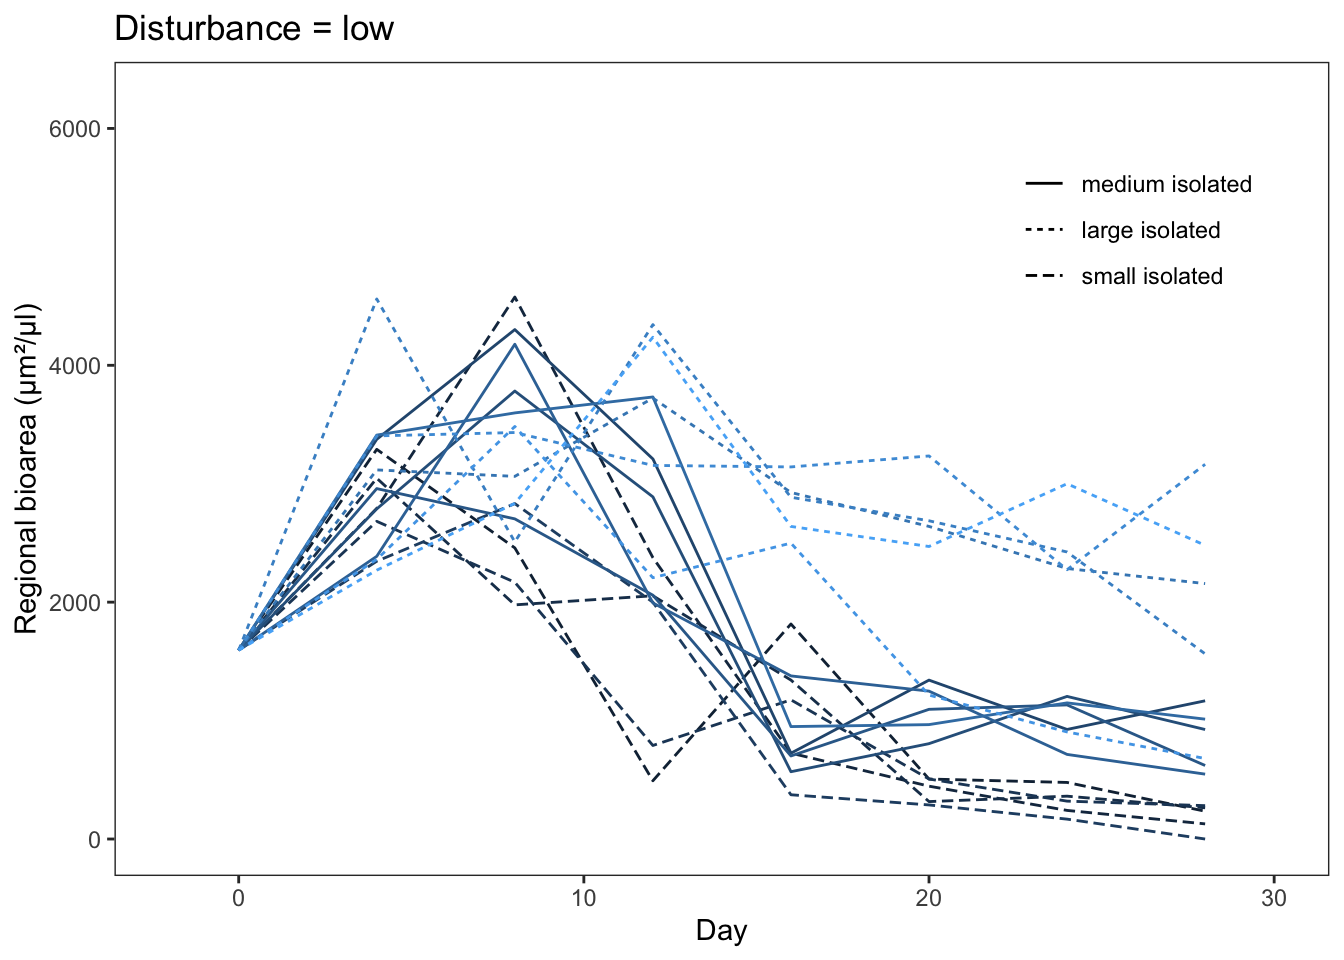 Disturbance = low
6000
4000
2000
0
Regional bioarea (μm²/μl)
medium isolated
large isolated
small isolated
0
10
20
30
Day